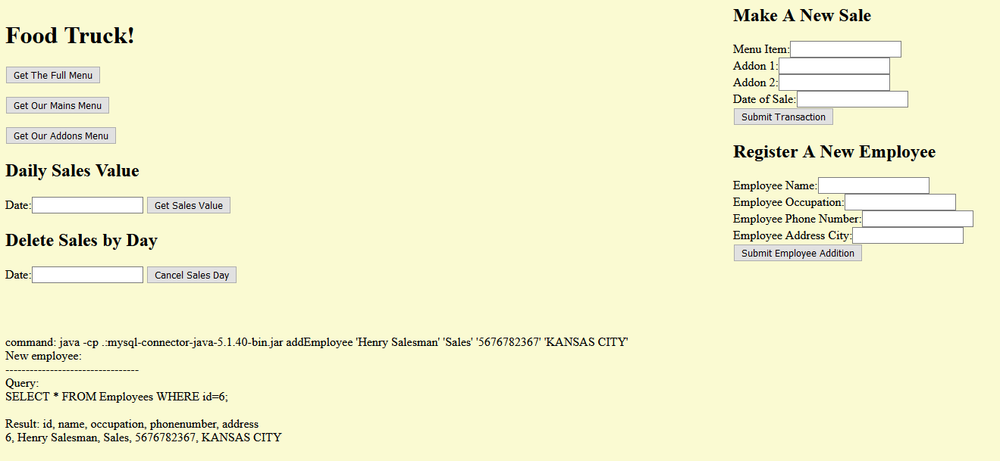 Food Truck!
Get The Full Menu
Get Our Mains Menu
Get Our Addons Menu
Daily Sales Value
Date: Get Sales Value
Delete Sales by Day
Date: Cancel Sales Day
command: java -cp .:mysql-connector-java-5.1.40-bin.jar addEmployee 'Henry Salesman' 'Sales' '5676782367' 'KANSAS CITY'
New employee:
---------------------------------
Query:
SELECT * FROM Employees WHERE id=6;
Result: id, name, occupation, phonenumber, address
6, Henry Salesman, Sales, 5676782367, KANSAS CITY
Make A New Sale
Menu Item:
Addon 1:
Addon 2:
Date of Sale:
Submit Transaction
Register A New Employee
Employee Name:
Employee Occupation:
Employee Phone Number:
Employee Address City:
Submit Employee Addition